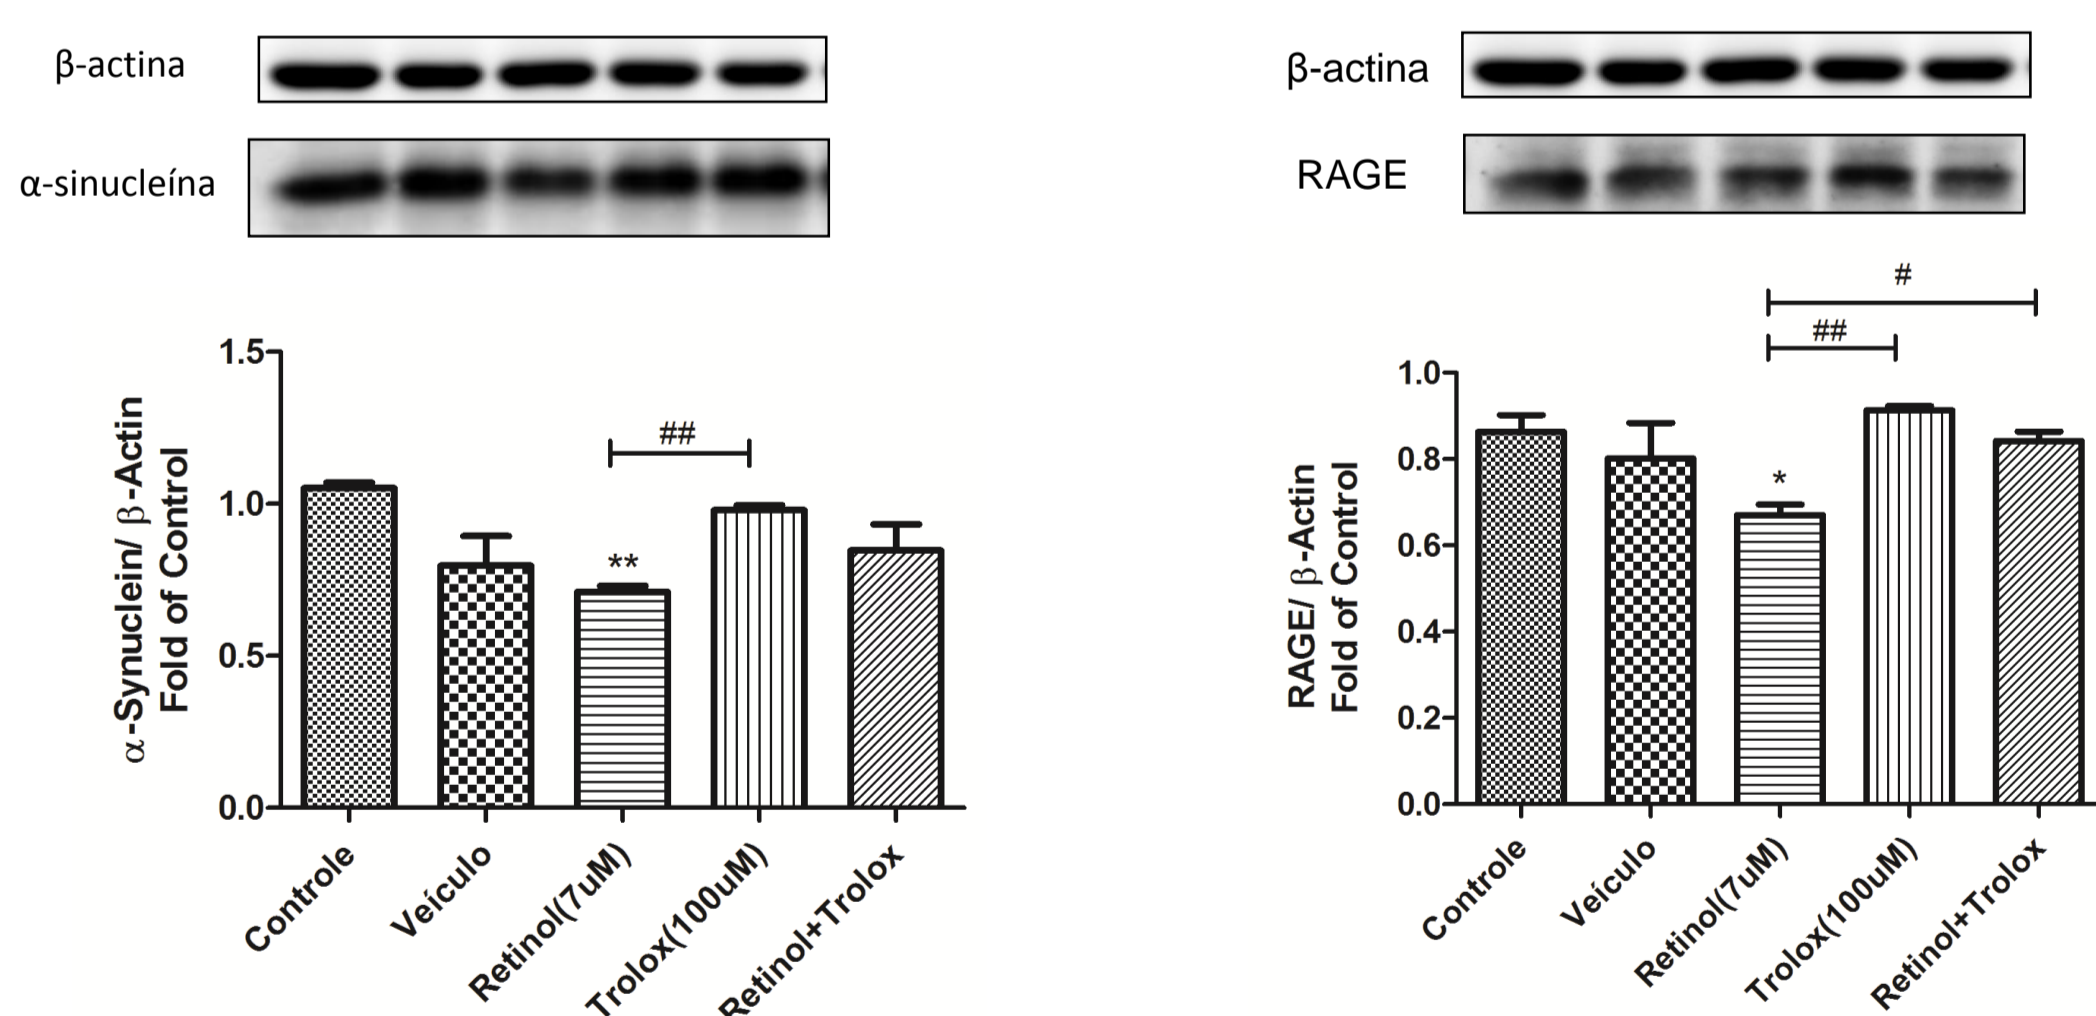 β-actina
α-sinucleína
##
**
1.5
1.0
0.5
0.0
α-Synuclein/ β-Actin
Fold of Control
Controle
Veículo
Retinol(7uM)
Trolox(100uM)
Retinol+Trolox
β-actina
RAGE
#
##
*
1.0
0.8
0.6
0.4
0.2
0.0
RAGE/ β-Actin
Fold of Control
Controle
Veículo
Retinol(7uM)
Trolox(100uM)
Retinol+Trolox